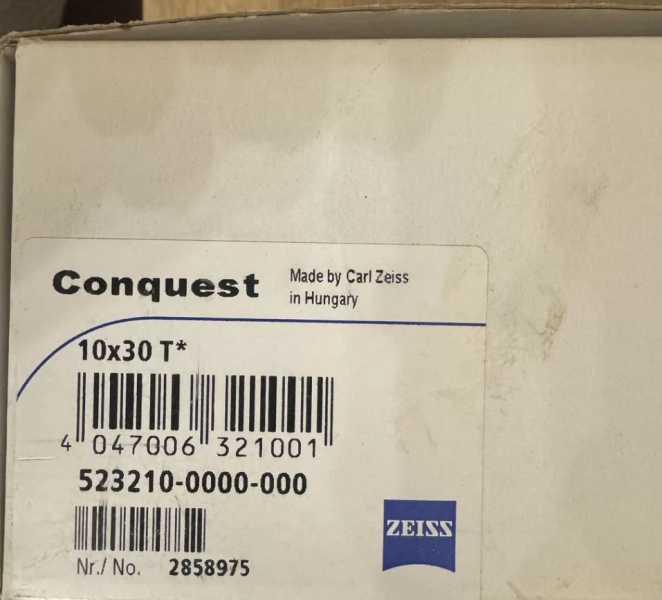 Conquest
Made by Carl Zeiss
in Hungary
10x30 T*
4 047006 321001
523210-0000-000
Nr./ No. 2858975
ZEISS